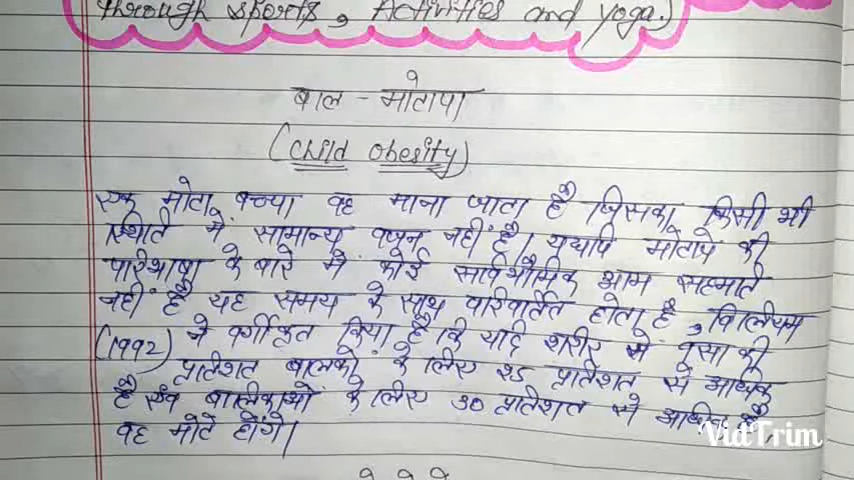 through sports, Activities and yoga.)
बाल - मोटापा
(Child obesity)
एक मोटा बच्चा वह माना जाता है जिसका किसी भी
स्थिति में सामान्य वजन नहीं है। यद्यपि मोटापे की
परिभाषा के बारे में कोई सार्वभौमिक आम सहमति
नहीं है यह समय के साथ परिवर्तित होता है, विलियम
(1992) ने वर्गीकृत किया है कि यदि शरीर में वसा की
प्रतिशत बालकों के लिए २५ प्रतिशत से अधिक
है एवं बालिकाओं के लिए 30 प्रतिशत से अधिक है,
वह मोटे होंगे।
VidTrim